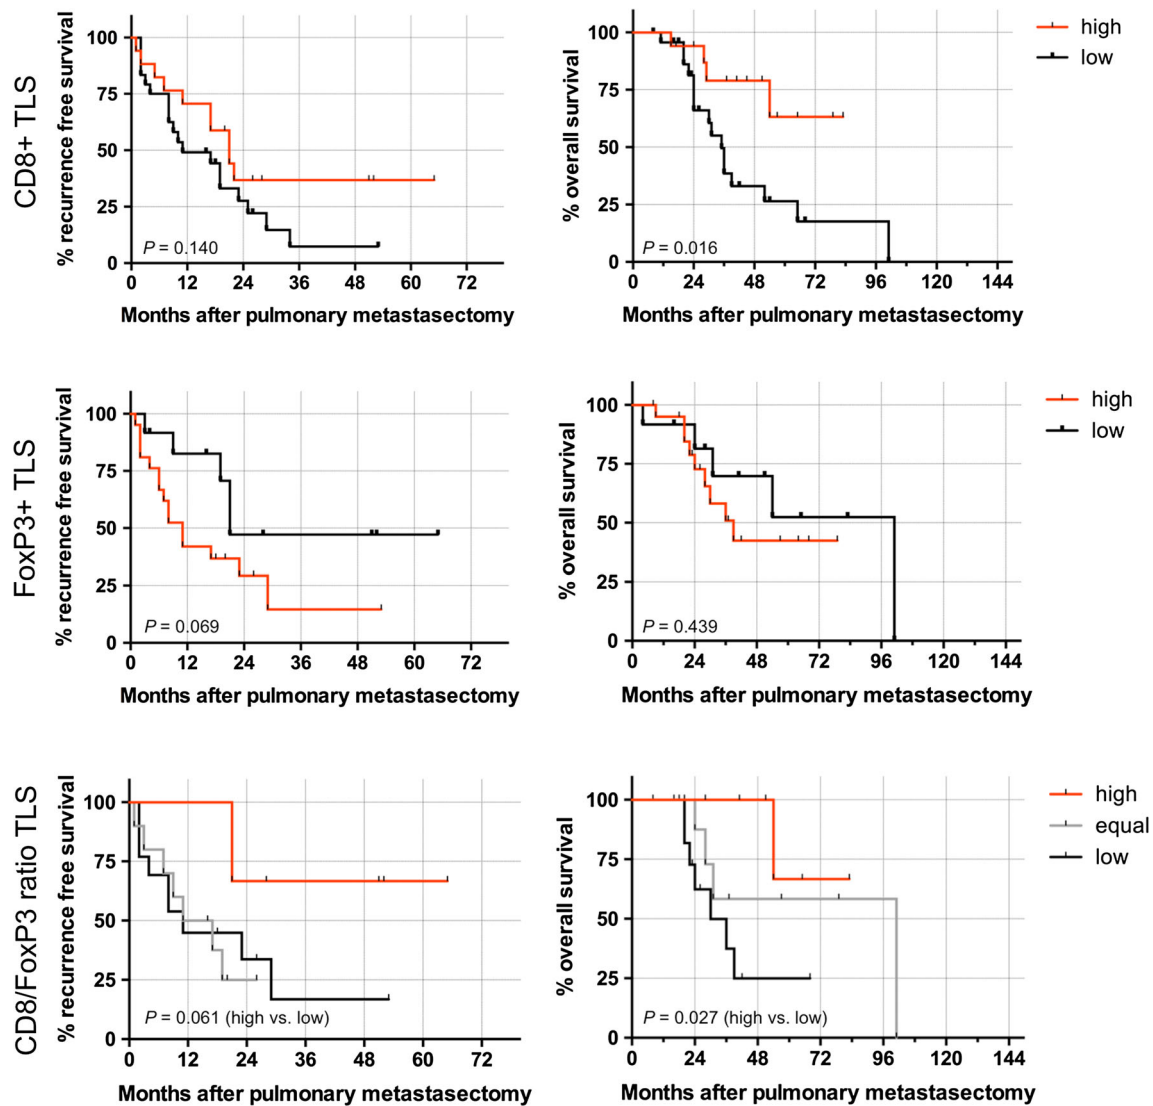 CD8+ TLS
% recurrence free survival
100
75
50
25
0
P = 0.140
0 12 24 36 48 60 72
Months after pulmonary metastasectomy
% overall survival
100
75
50
25
0
P = 0.016
0 24 48 72 96 120 144
Months after pulmonary metastasectomy
high
low
FoxP3+ TLS
% recurrence free survival
100
75
50
25
0
P = 0.069
0 12 24 36 48 60 72
Months after pulmonary metastasectomy
% overall survival
100
75
50
25
0
P = 0.439
0 24 48 72 96 120 144
Months after pulmonary metastasectomy
high
low
CD8/FoxP3 ratio TLS
% recurrence free survival
100
75
50
25
0
P = 0.061 (high vs. low)
0 12 24 36 48 60 72
Months after pulmonary metastasectomy
% overall survival
100
75
50
25
0
P = 0.027 (high vs. low)
0 24 48 72 96 120 144
Months after pulmonary metastasectomy
high
equal
low